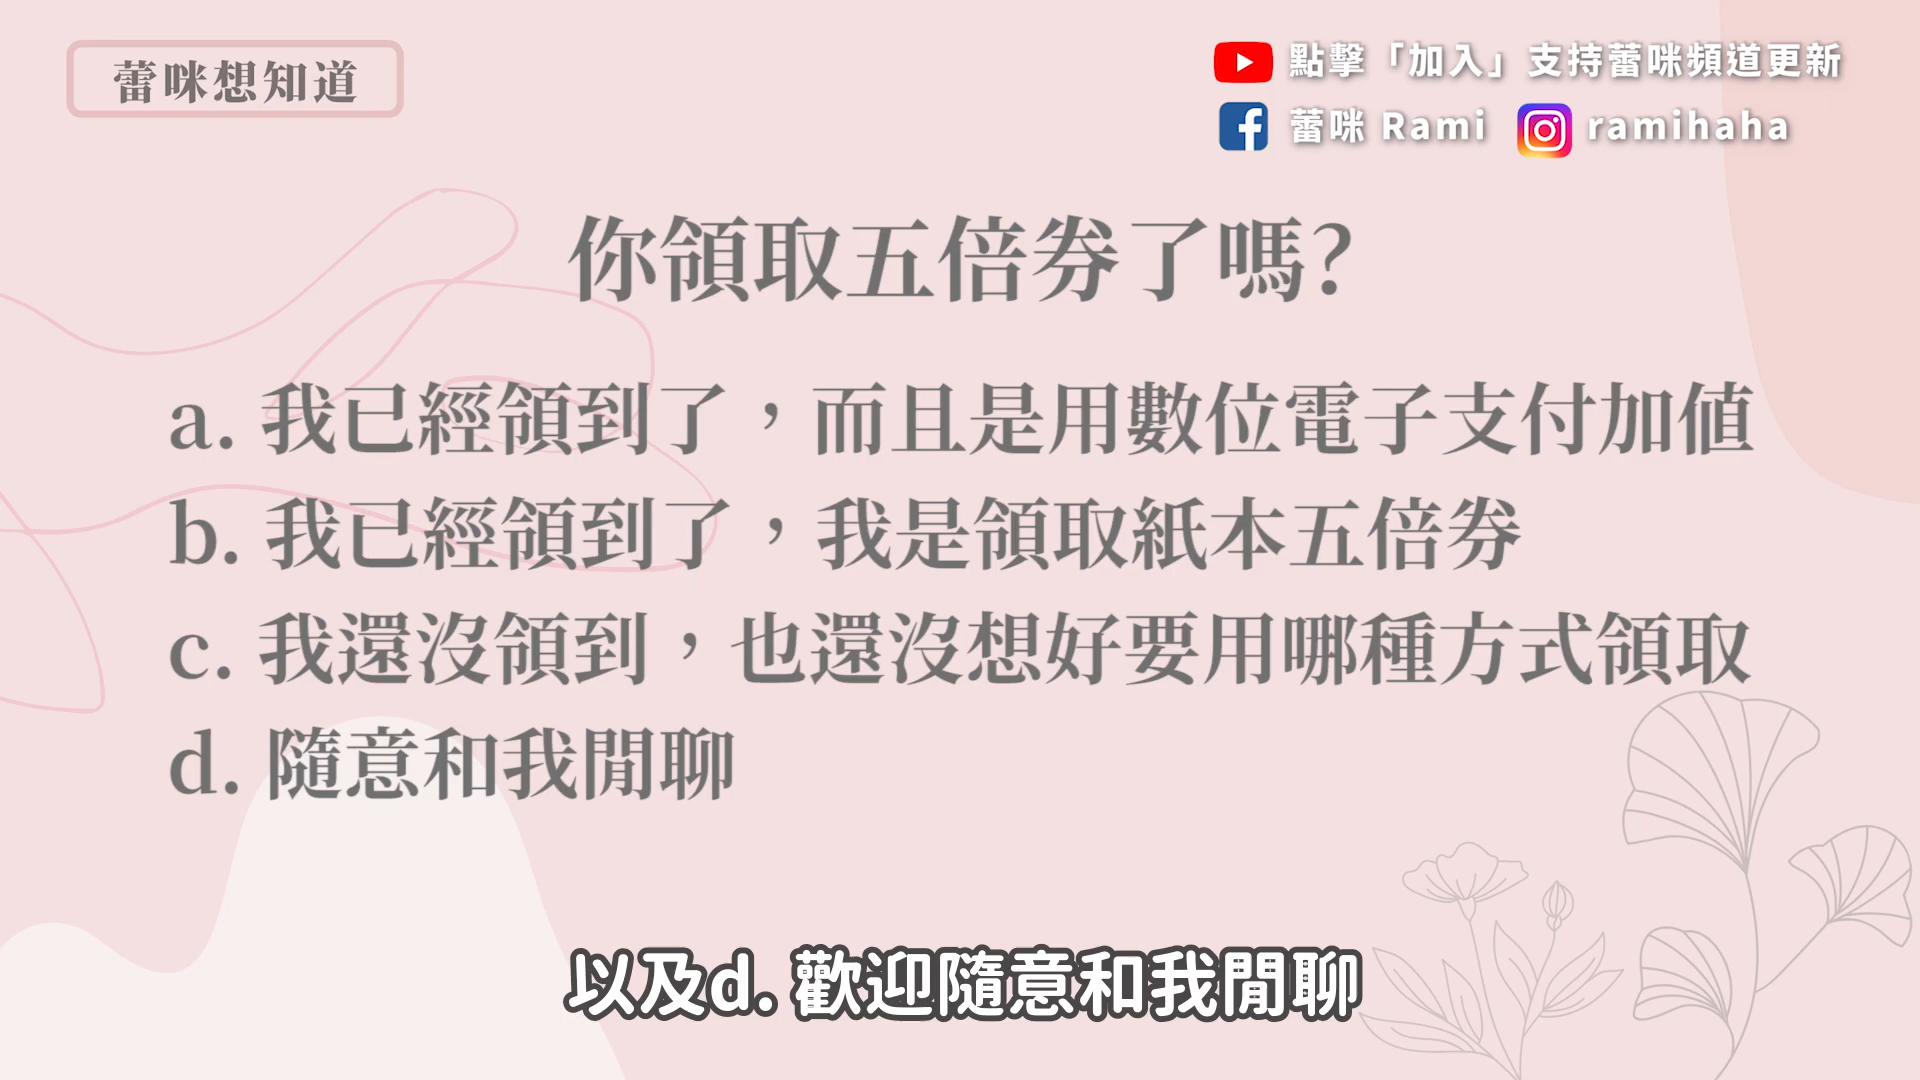 蕾咪想知道
點擊「加入」支持蕾咪頻道更新
蕾咪 Rami ramihaha
你領取五倍券了嗎？
a. 我已經領到了，而且是用數位電子支付加值
b. 我已經領到了，我是領取紙本五倍券
c. 我還沒領到，也還沒想好要用哪種方式領取
d. 隨意和我閒聊
以及d. 歡迎隨意和我閒聊